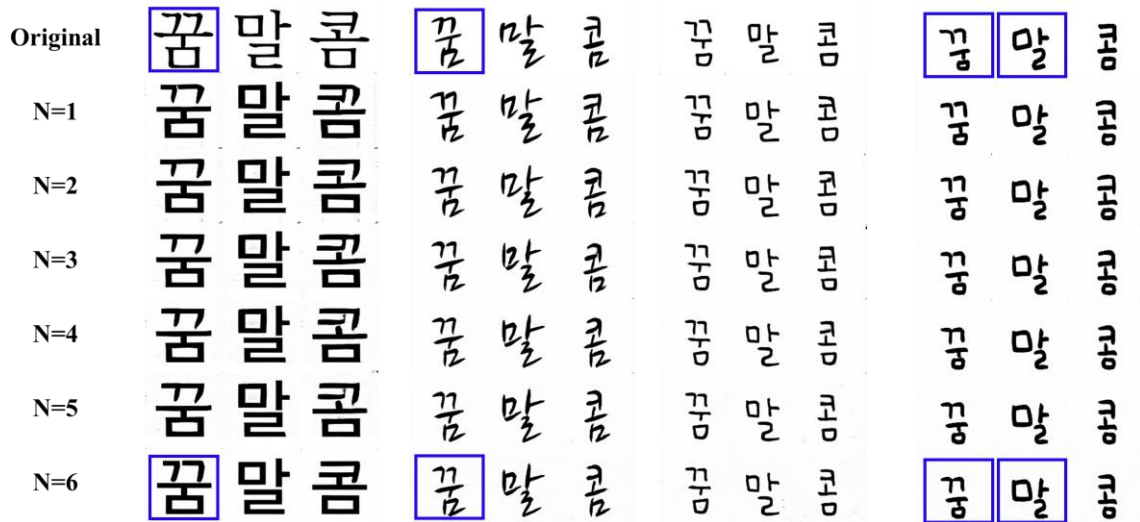 Original 꿈 말 콤 꿈 말 콤 꿈 말 콤 꿈 말 콤
N=1 꿈 말 콤 꿈 말 콤 꿈 말 콤 꿈 말 콤
N=2 꿈 말 콤 꿈 말 콤 꿈 말 콤 꿈 말 콤
N=3 꿈 말 콤 꿈 말 콤 꿈 말 콤 꿈 말 콤
N=4 꿈 말 콤 꿈 말 콤 꿈 말 콤 꿈 말 콤
N=5 꿈 말 콤 꿈 말 콤 꿈 말 콤 꿈 말 콤
N=6 꿈 말 콤 꿈 말 콤 꿈 말 콤 꿈 말 콤